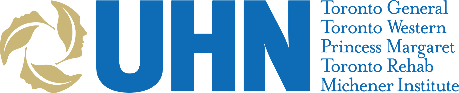 UHN
Toronto General
Toronto Western
Princess Margaret
Toronto Rehab
Michener Institute